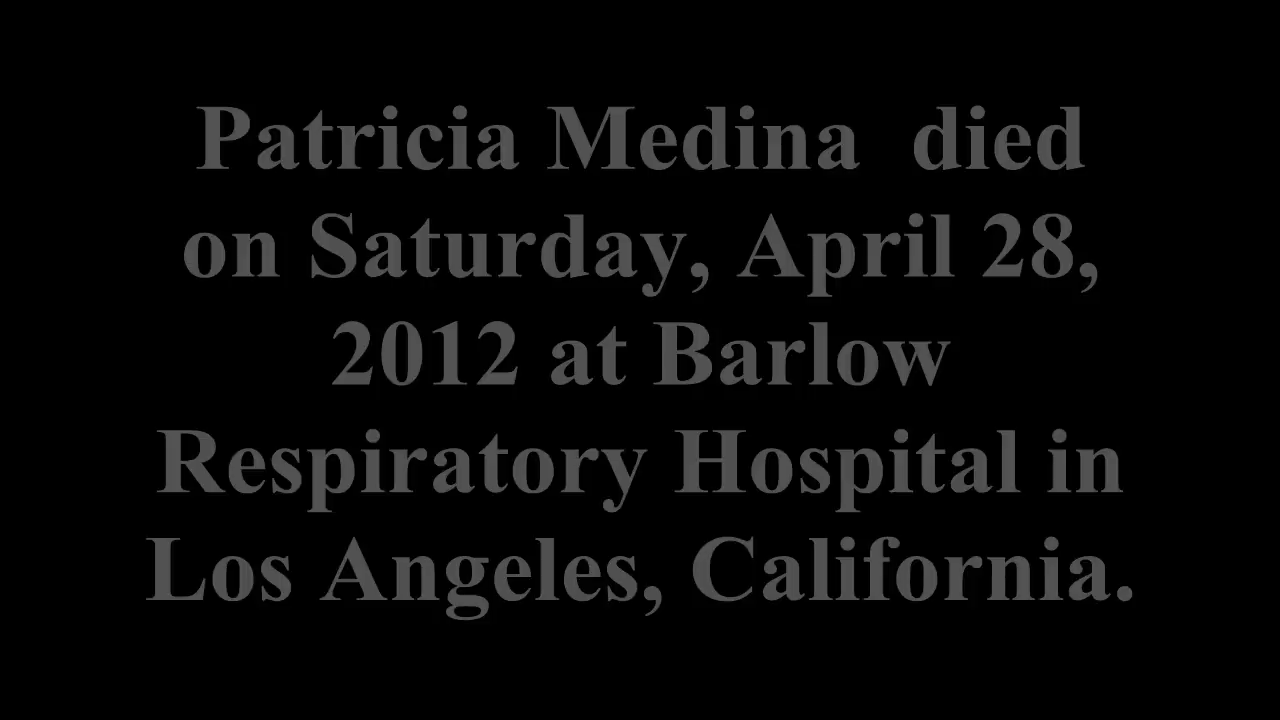 Patricia Medina  died
on Saturday, April 28,
2012 at Barlow
Respiratory Hospital in
Los Angeles, California.